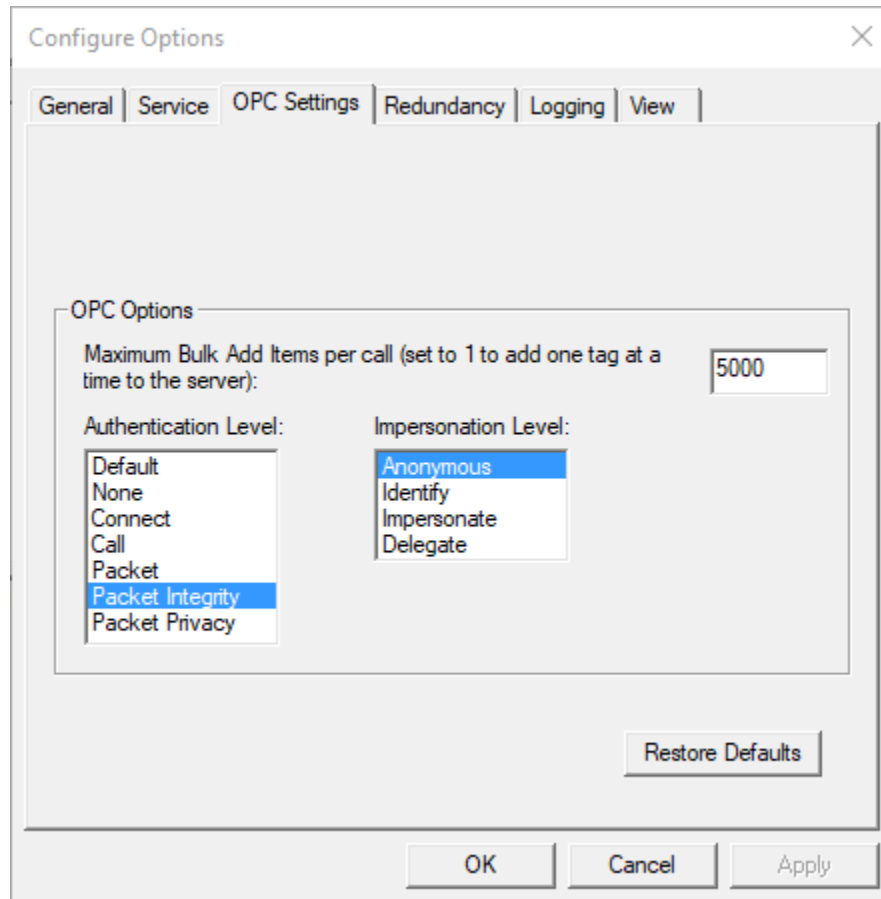 Configure Options
General Service OPC Settings Redundancy Logging View
OPC Options
Maximum Bulk Add Items per call (set to 1 to add one tag at a
time to the server):
5000
Authentication Level: Impersonation Level:
Default Anonymous
None Identify
Connect Impersonate
Call Delegate
Packet
Packet Integrity
Packet Privacy
Restore Defaults
OK Cancel Apply